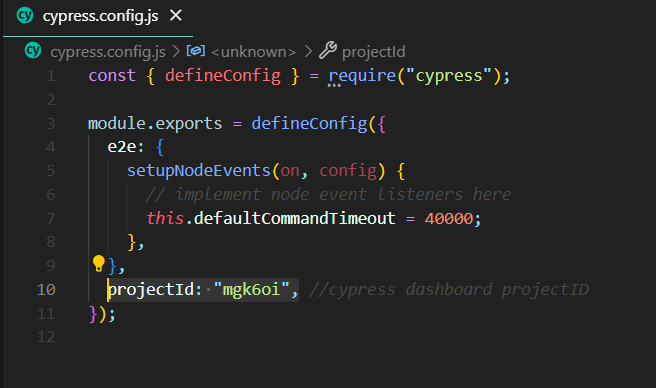 cy cypress.config.js ×
cy cypress.config.js > <unknown> > projectId
1 const { defineConfig } = require("cypress");
2
3 module.exports = defineConfig({
4 e2e: {
5 setupNodeEvents(on, config) {
6 // implement node event listeners here
7 this.defaultCommandTimeout = 40000;
8 },
9 },
10 projectId: "mgk6oi", //cypress dashboard projectID
11 });
12